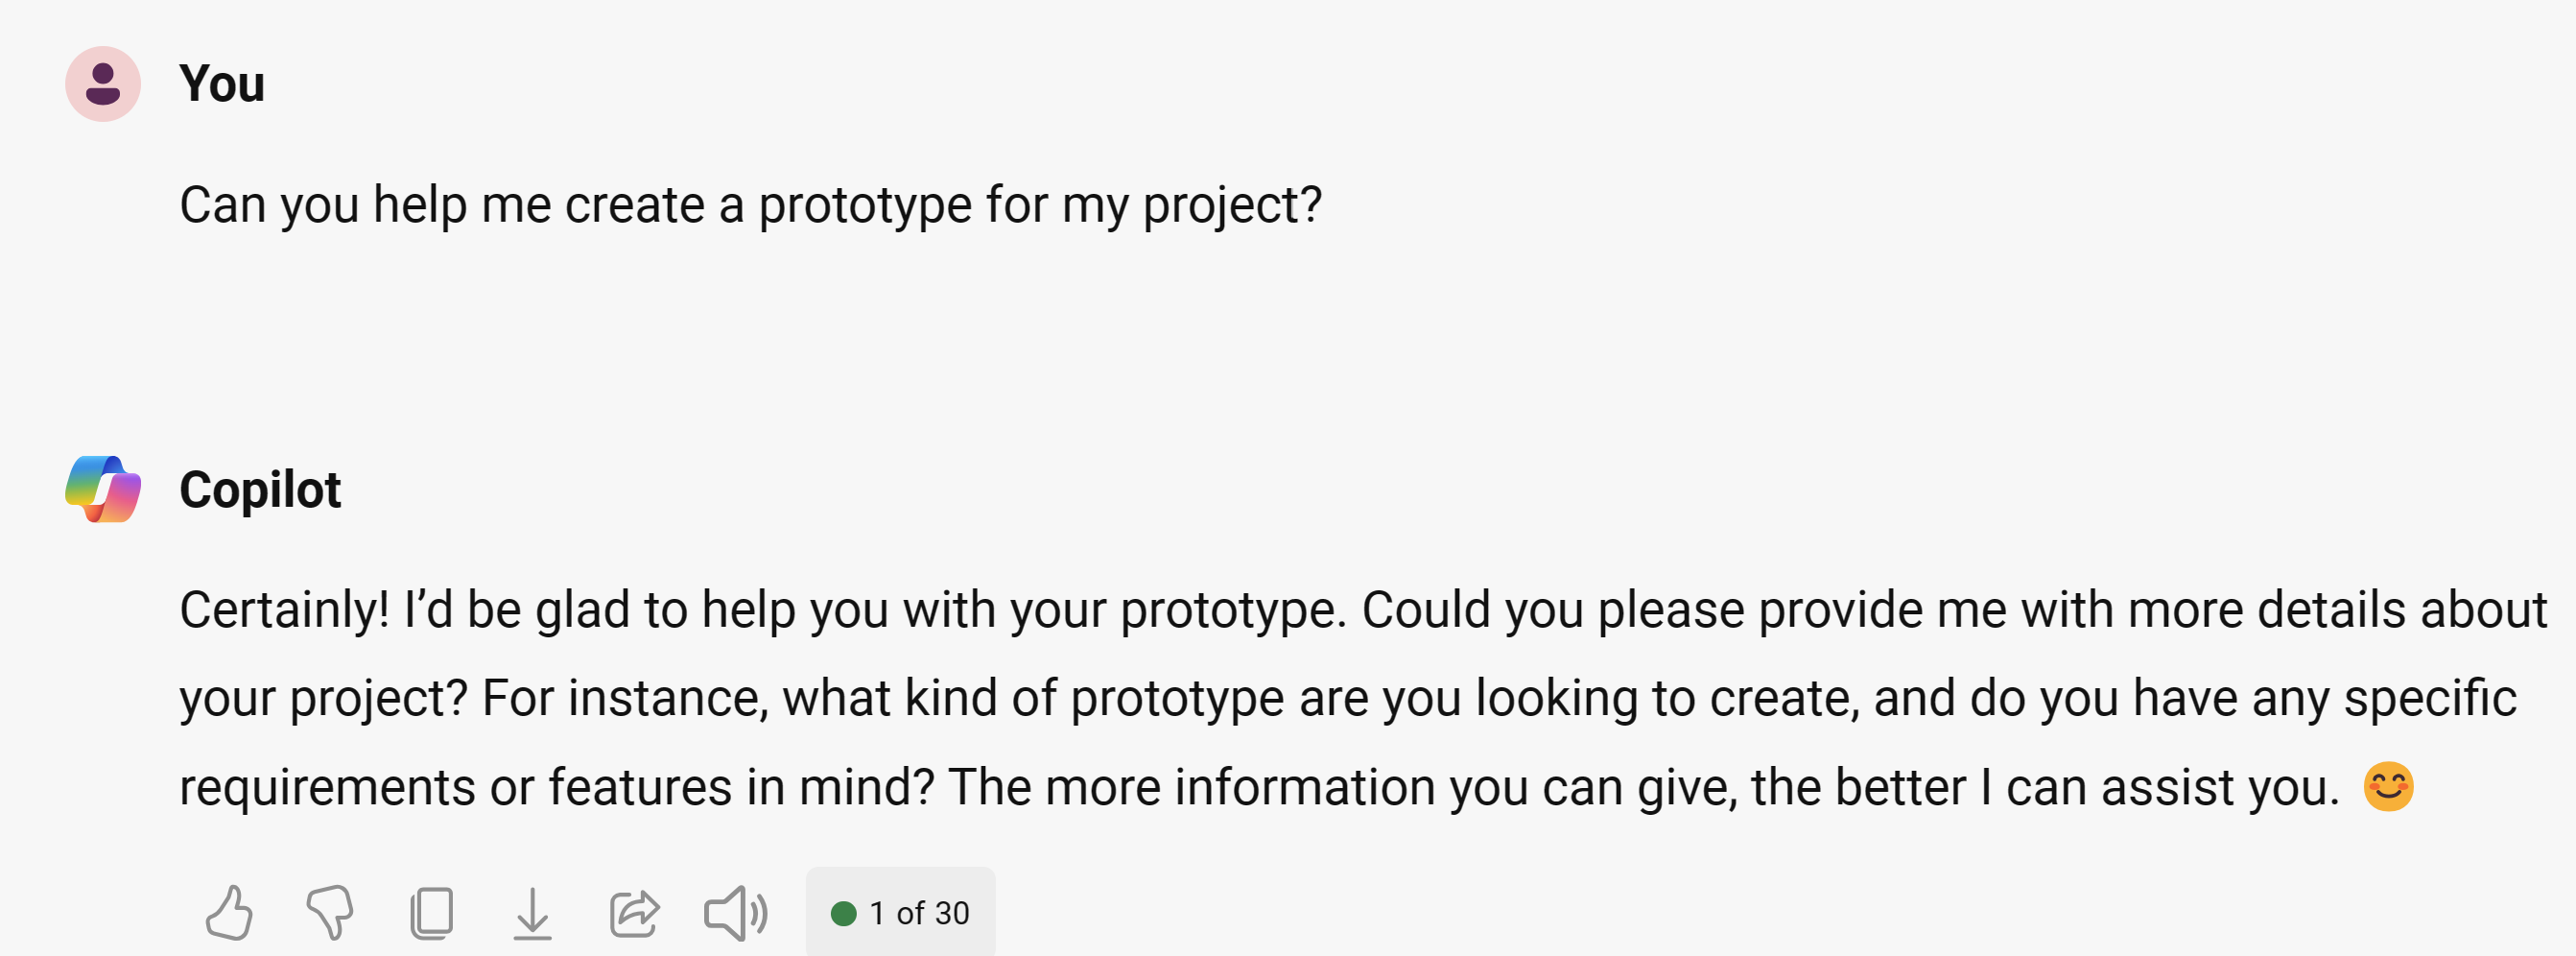 You
Can you help me create a prototype for my project?
Copilot
Certainly! I’d be glad to help you with your prototype. Could you please provide me with more details about
your project? For instance, what kind of prototype are you looking to create, and do you have any specific
requirements or features in mind? The more information you can give, the better I can assist you. 😊
1 of 30